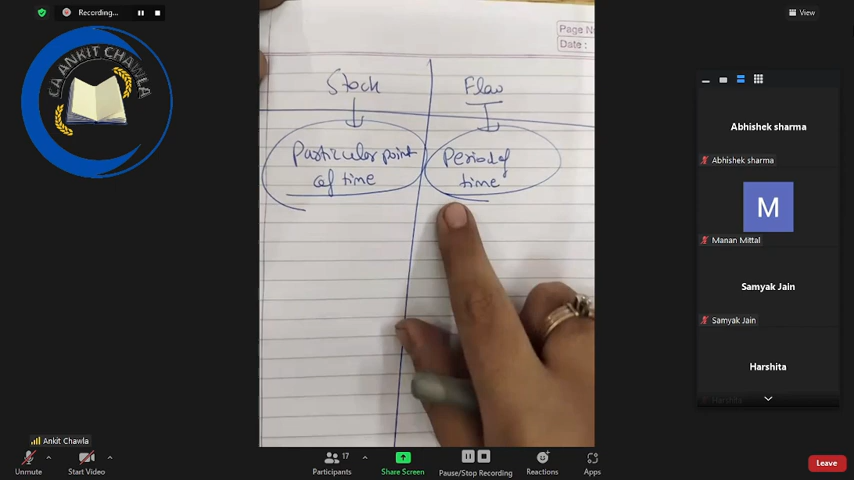 Recording...
View
CA ANKIT CHAWLA
Page No
Date :
Stock
Flow
Particular point
of time
Period of
time
Abhishek sharma
Abhishek sharma
M
Manan Mittal
Samyak Jain
Samyak Jain
Harshita
Harshita
Ankit Chawla
Unmute
Start Video
17
Participants
Share Screen
Pause/Stop Recording
Reactions
Apps
Leave